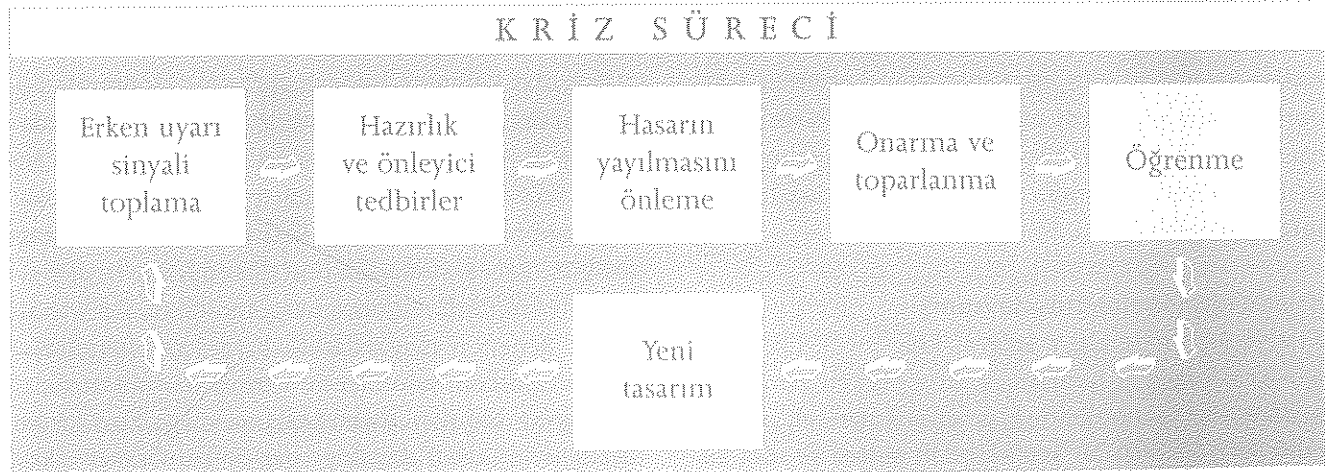 KRİZ SÜRECİ
Erken uyarı
sinyali
toplama
Hazırlık
ve önleyici
tedbirler
Hasarın
yayılmasını
önleme
Onarma ve
toparlanma
Öğrenme
Yeni
tasarım